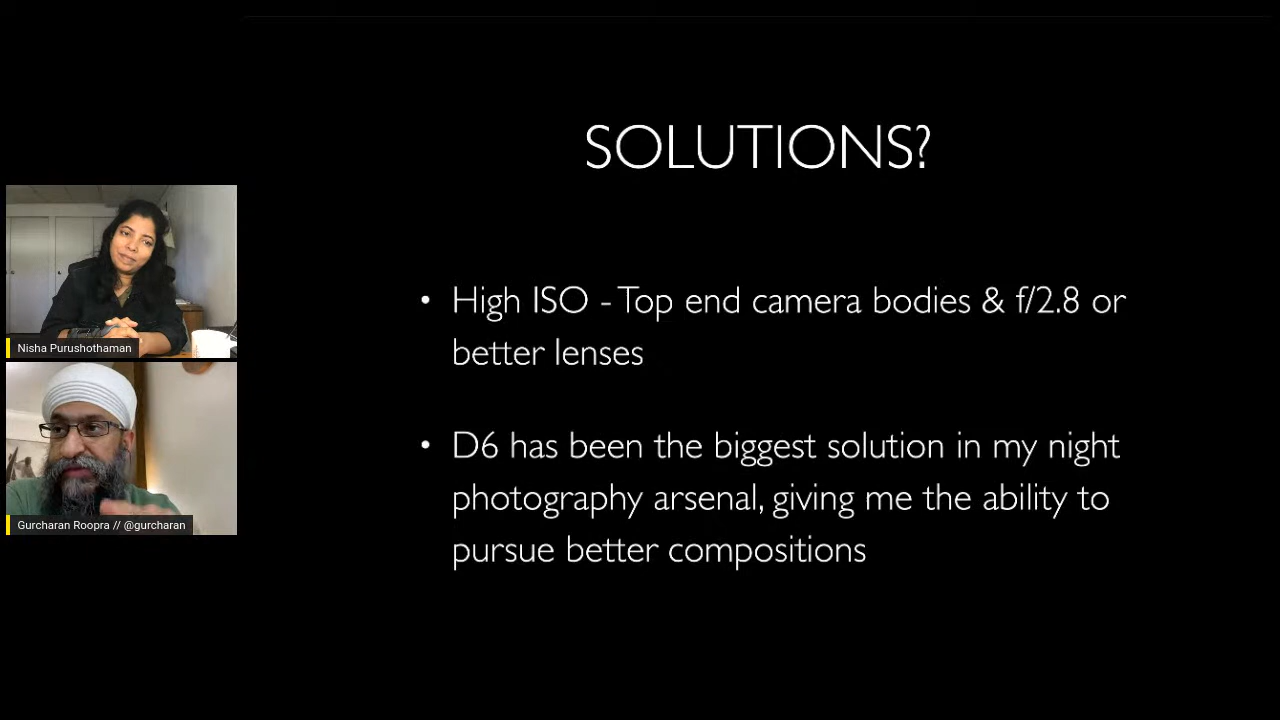 SOLUTIONS?
• High ISO - Top end camera bodies & f/2.8 or
better lenses
• D6 has been the biggest solution in my night
photography arsenal, giving me the ability to
pursue better compositions
Nisha Purushothaman
Gurcharan Roopra // @gurcharan